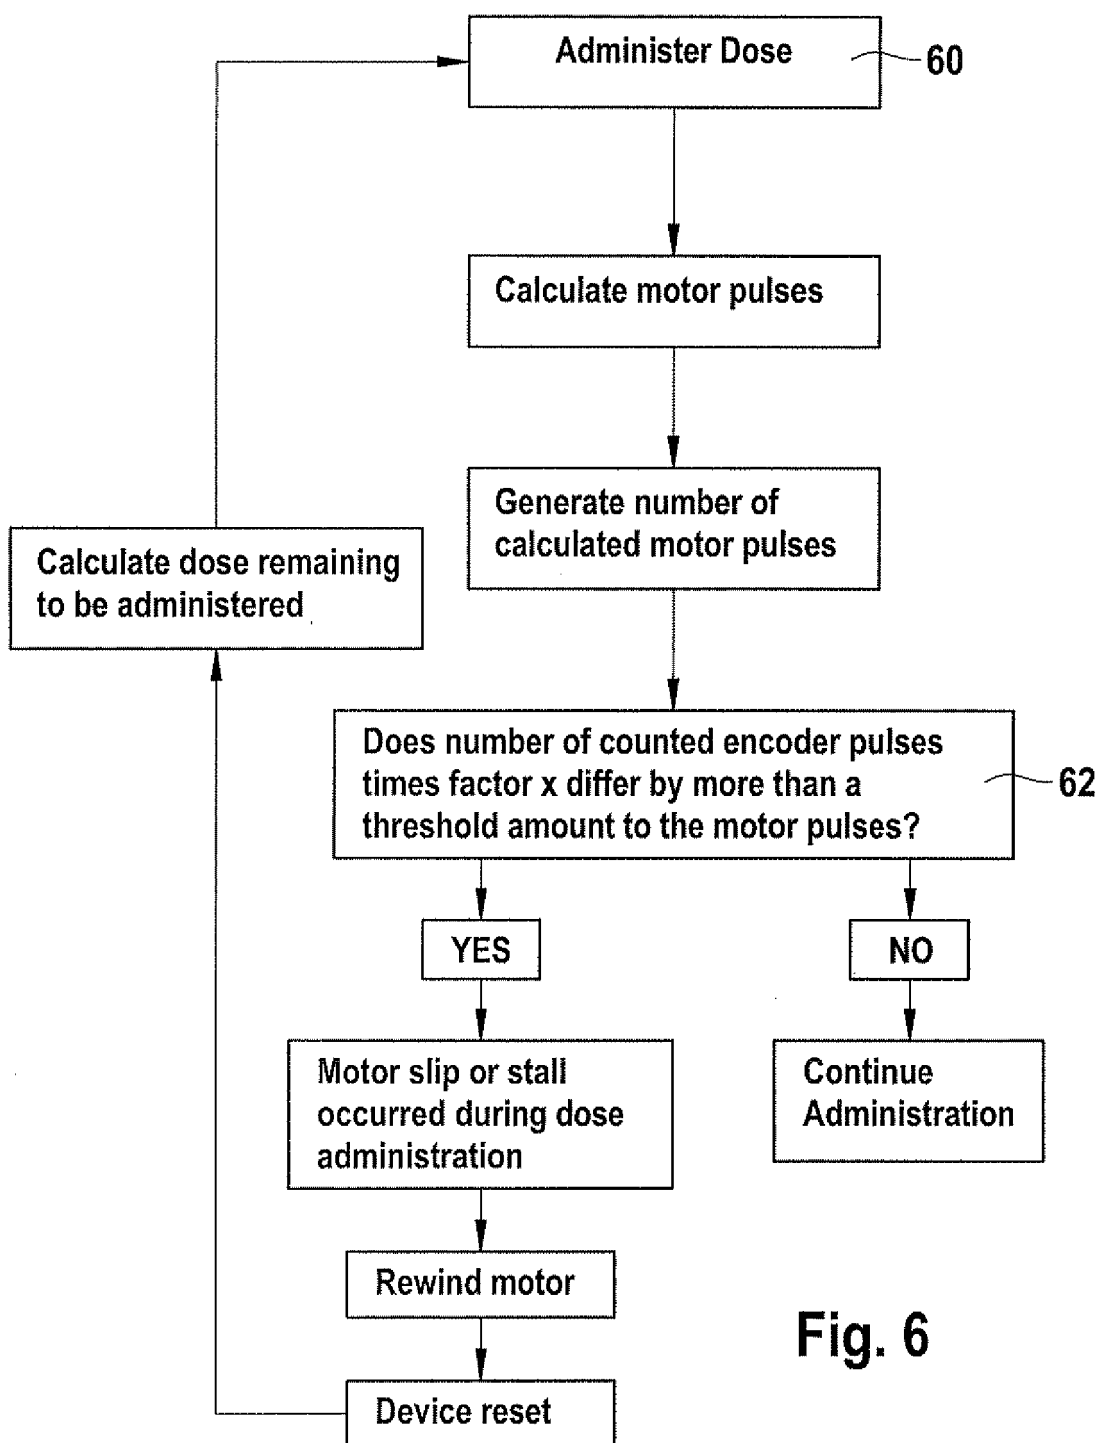 Administer Dose
60
Calculate motor pulses
Generate number of
calculated motor pulses
Calculate dose remaining
to be administered
Does number of counted encoder pulses
times factor x differ by more than a
threshold amount to the motor pulses?
62
YES
NO
Motor slip or stall
occurred during dose
administration
Continue
Administration
Rewind motor
Device reset
Fig. 6